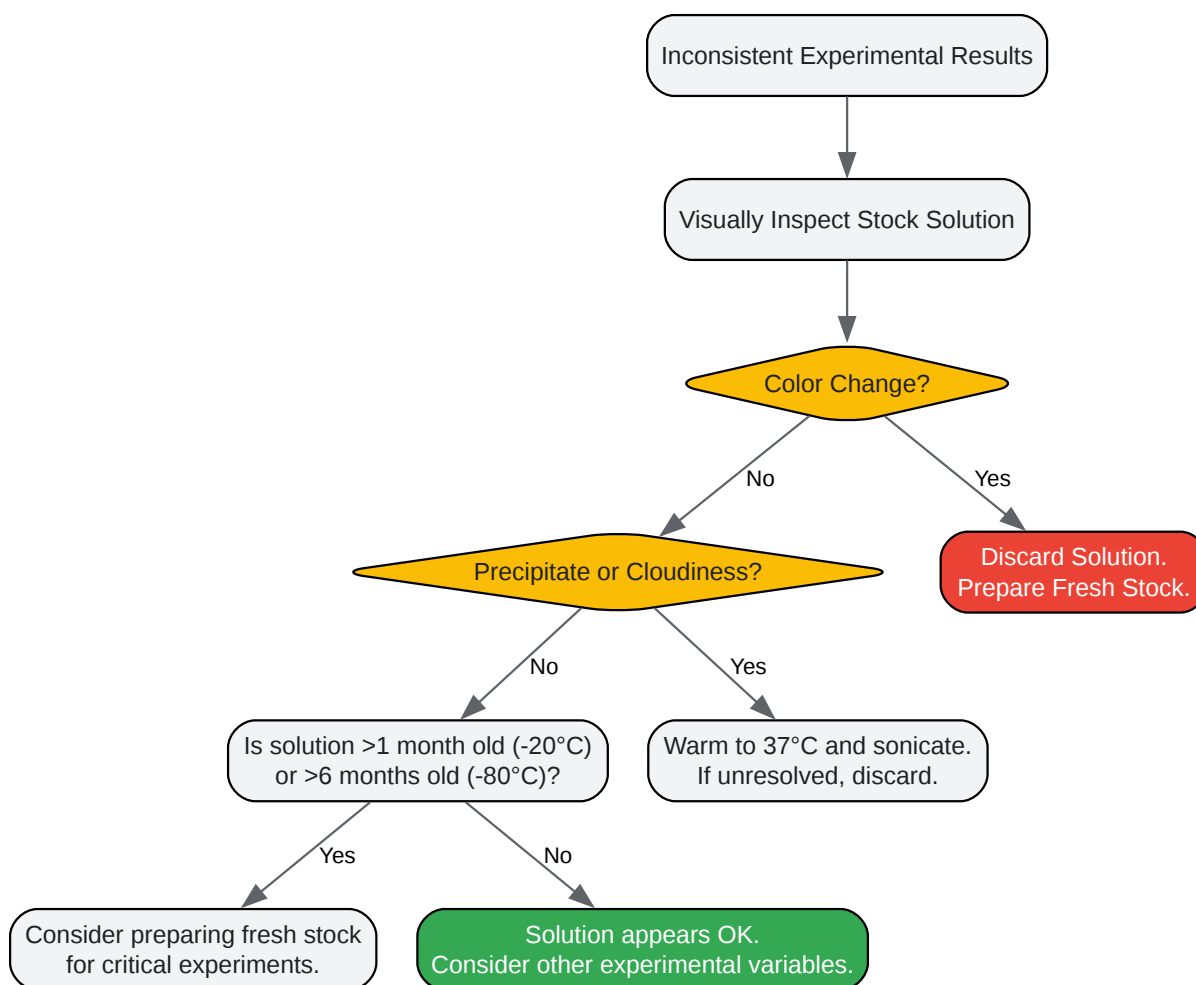 Inconsistent Experimental Results
Visually Inspect Stock Solution
Color Change?
No
Yes
Precipitate or Cloudiness?
Discard Solution.
Prepare Fresh Stock.
No
Yes
Is solution >1 month old (-20°C)
or >6 months old (-80°C)?
Warm to 37°C and sonicate.
If unresolved, discard.
Yes
No
Consider preparing fresh stock
for critical experiments.
Solution appears OK.
Consider other experimental variables.